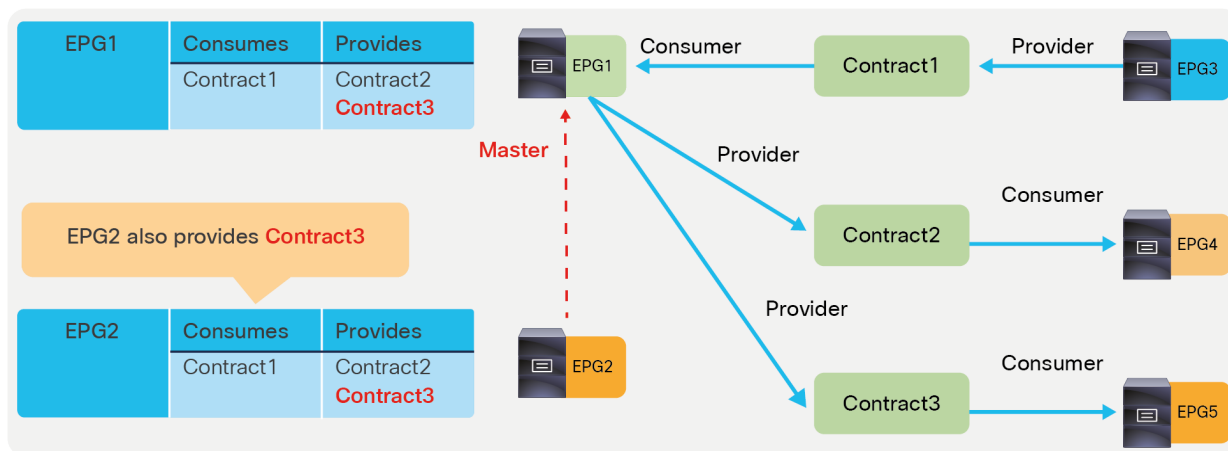 EPG1 Consumes Provides
Contract1 Contract2
Contract3
EPG2 also provides Contract3
EPG2 Consumes Provides
Contract1 Contract2
Contract3
EPG1 Consumer Contract1 Provider EPG3
Master
Provider
Consumer
Contract2 EPG4
Provider
EPG2
Consumer
Contract3 EPG5